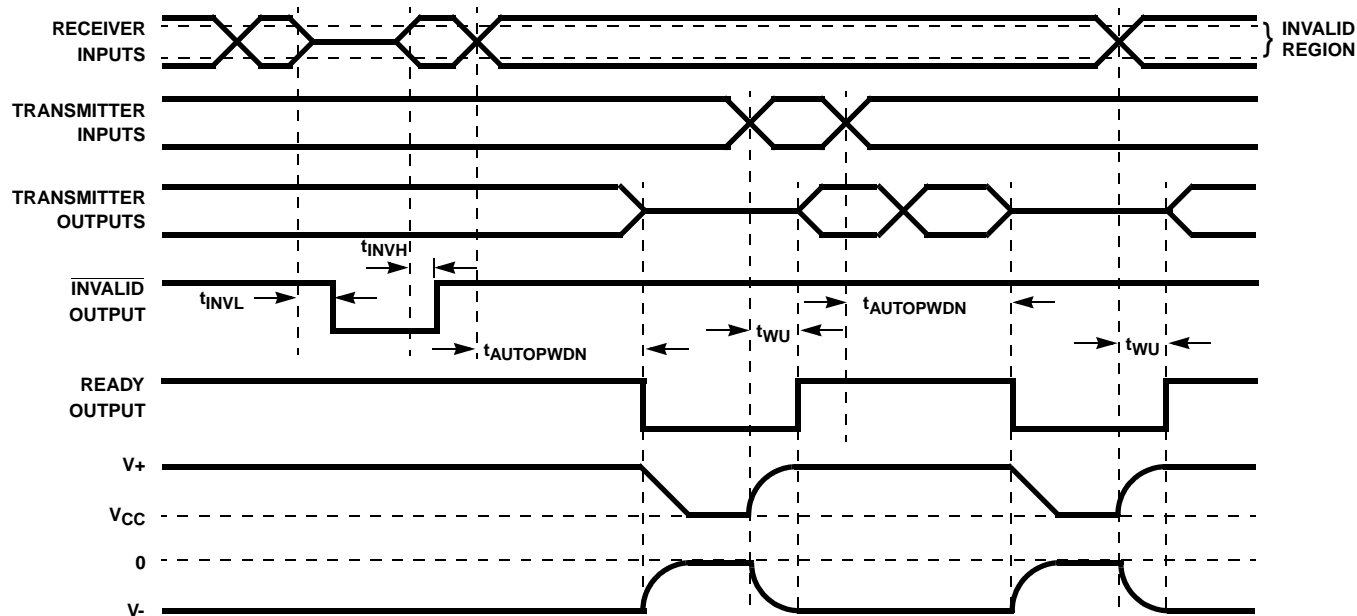 RECEIVER
INPUTS
} INVALID
REGION
TRANSMITTER
INPUTS
TRANSMITTER
OUTPUTS
tINVH
INVALID
OUTPUT
tINVL
tAUTOPWDN
tWU
tAUTOPWDN
tWU
READY
OUTPUT
V+
VCC
0
V-